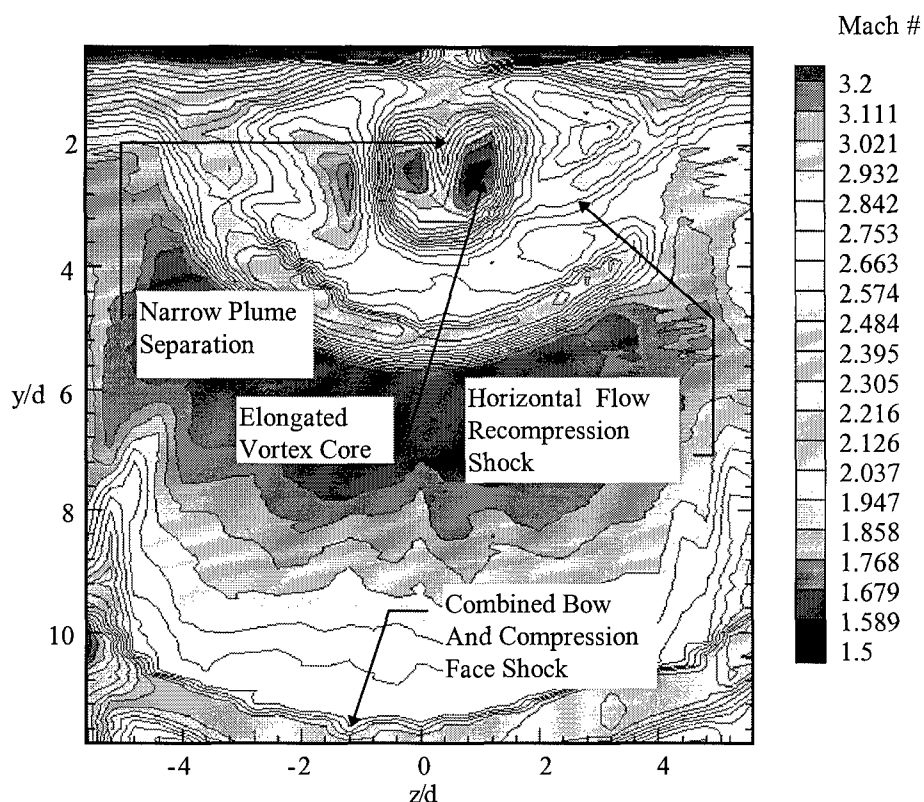 Mach #
3.2
3.111
3.021
2.932
2.842
2.753
2.663
2.574
2.484
2.395
2.305
2.216
2.126
2.037
1.947
1.858
1.768
1.679
1.589
1.5
2
4
6
8
10
y/d
Narrow Plume
Separation
Elongated
Vortex Core
Horizontal Flow
Recompression
Shock
Combined Bow
And Compression
Face Shock
-4
-2
0
2
4
z/d